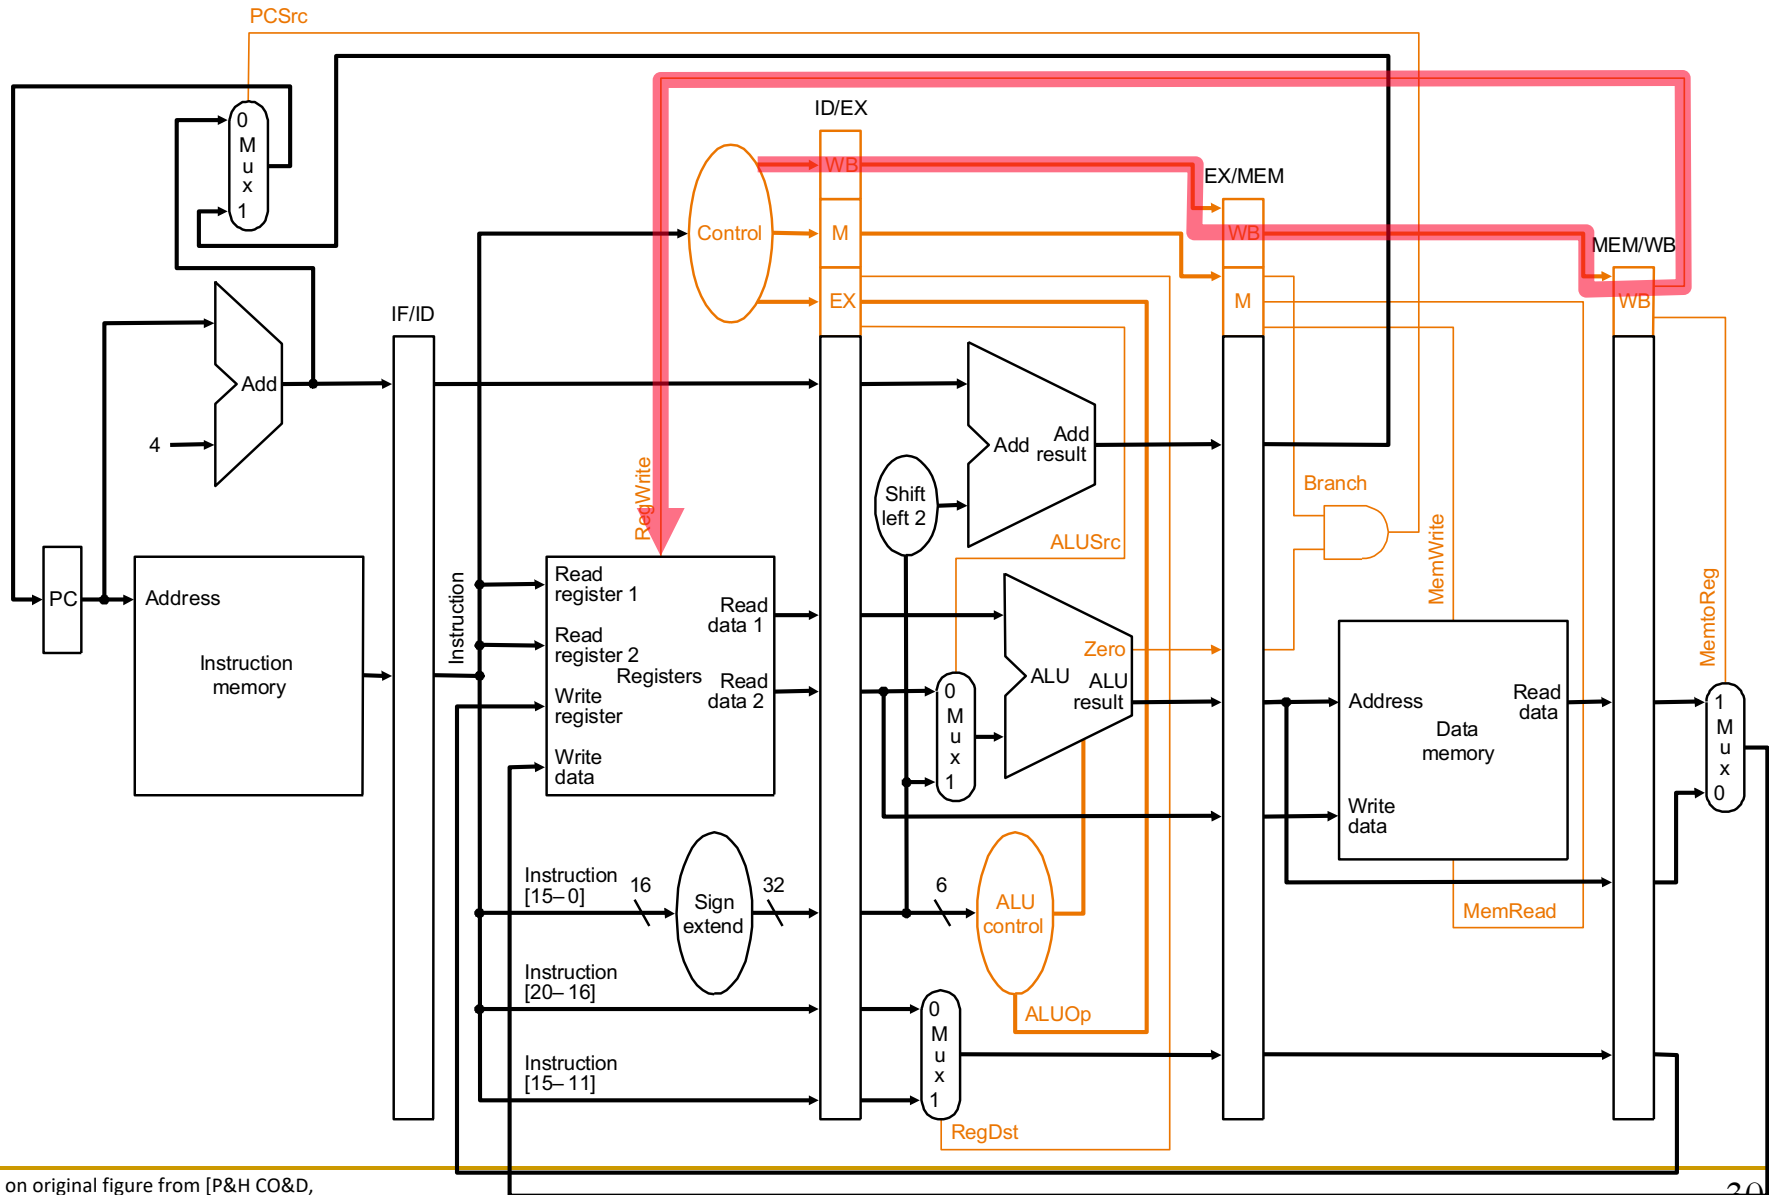 PCSrc
0
M
u
x
1
ID/EX
WB
EX/MEM
Control
M
WB
MEM/WB
EX
M
WB
IF/ID
Add
4
Add
Add
result
RegWrite
Shift
left 2
Branch
ALUSrc
MemWrite
MemtoReg
Instruction
PC
Address
Instruction
memory
Read
register 1
Read
register 2
Registers
Write
register
Write
data
Read
data 1
Read
data 2
0
M
u
x
1
Zero
ALU
ALU
result
Address
Read
data
Data
memory
Write
data
1
M
u
x
0
Instruction
[15–0]
16
Sign
extend
32
6
ALU
control
MemRead
Instruction
[20–16]
ALUOp
Instruction
[15–11]
0
M
u
x
1
RegDst
on original figure from [P&H CO&D,
30